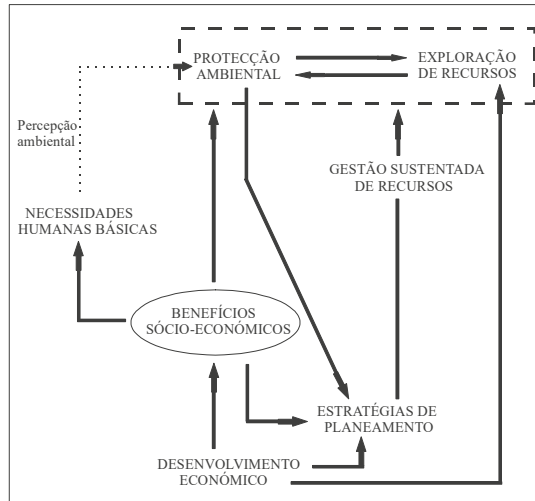 PROTECÇÃO
AMBIENTAL
EXPLORAÇÃO
DE RECURSOS
Percepção
ambiental
GESTÃO SUSTENTADA
DE RECURSOS
NECESSIDADES
HUMANAS BÁSICAS
BENEFÍCIOS
SÓCIO-ECONÓMICOS
ESTRATÉGIAS DE
PLANEAMENTO
DESENVOLVIMENTO
ECONÓMICO